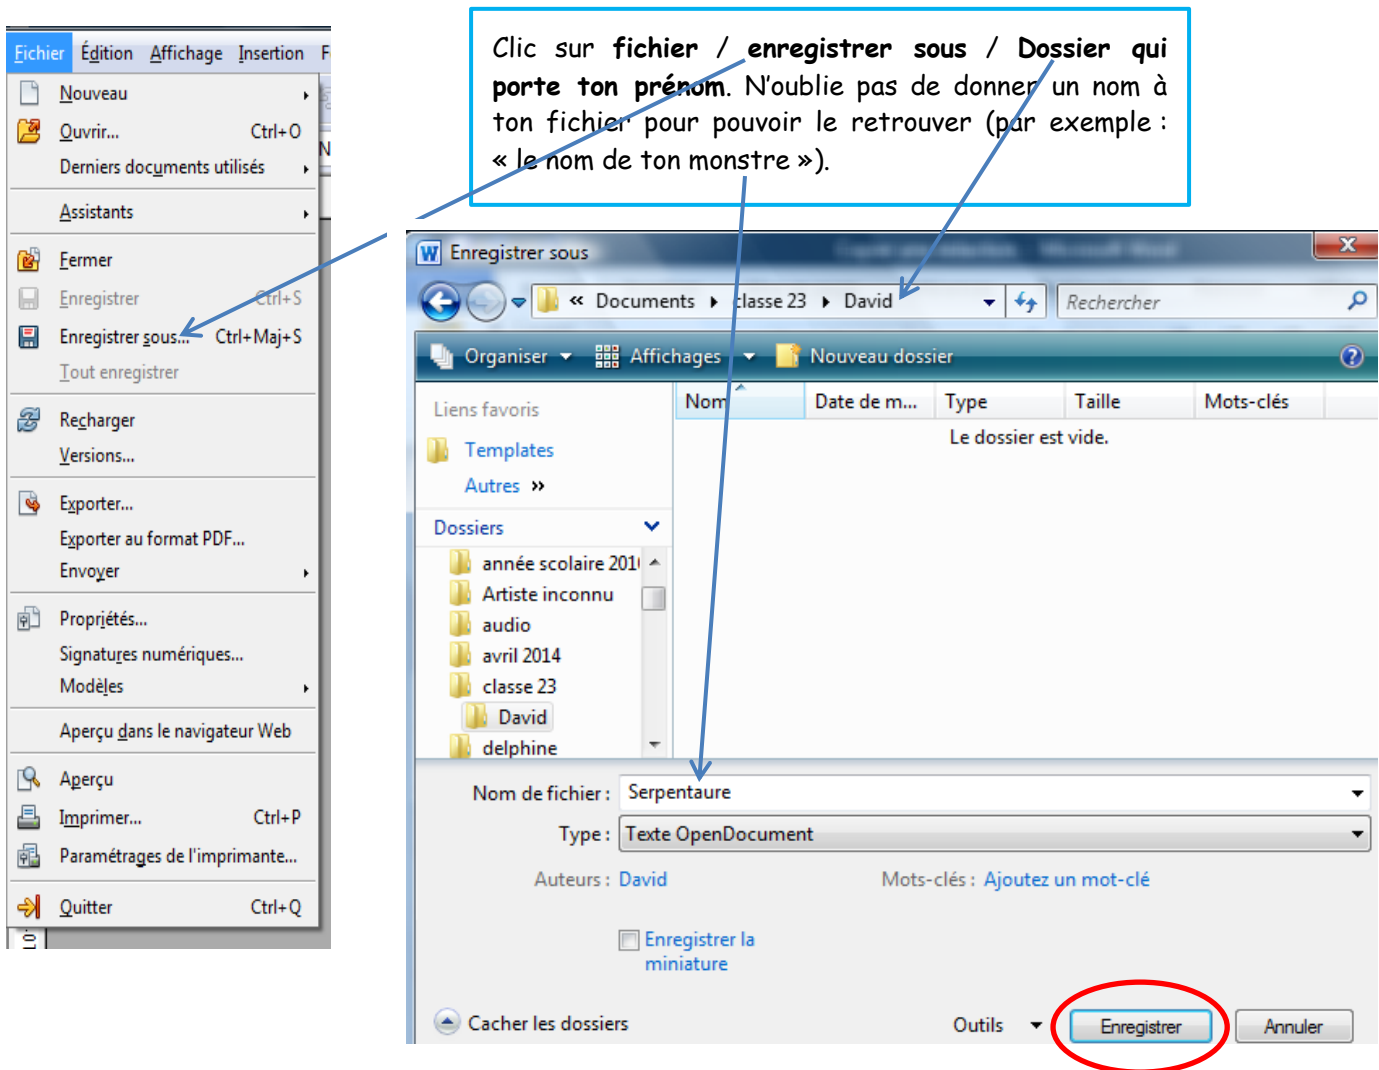 Fichier Édition Affichage Insertion F
Nouveau
Ouvrir... Ctrl+O
Derniers documents utilisés
Assistants
Fermer
Enregistrer Ctrl+S
Enregistrer sous... Ctrl+Maj+S
Tout enregistrer
Recharger
Versions...
Exporter...
Exporter au format PDF...
Envoyer
Propriétés...
Signatures numériques...
Modèles
Aperçu dans le navigateur Web
Aperçu
Imprimer... Ctrl+P
Paramétrages de l'imprimante...
Quitter Ctrl+Q
Clic sur fichier / enregistrer sous / Dossier qui
porte ton prénom. N'oublie pas de donner un nom à
ton fichier pour pouvoir le retrouver (par exemple :
« le nom de ton monstre »).
Enregistrer sous
« Documents classe 23 David Rechercher
Organiser Affichages Nouveau dossier
Liens favoris
Templates
Autres »
Dossiers
année scolaire 201
Artiste inconnu
audio
avril 2014
classe 23
David
delphine
Nom Date de m... Type Taille Mots-clés
Le dossier est vide.
Nom de fichier : Serpentaure
Type : Texte OpenDocument
Auteurs : David Mots-clés : Ajoutez un mot-clé
Enregistrer la
miniature
Cacher les dossiers Outils Enregistrer Annuler